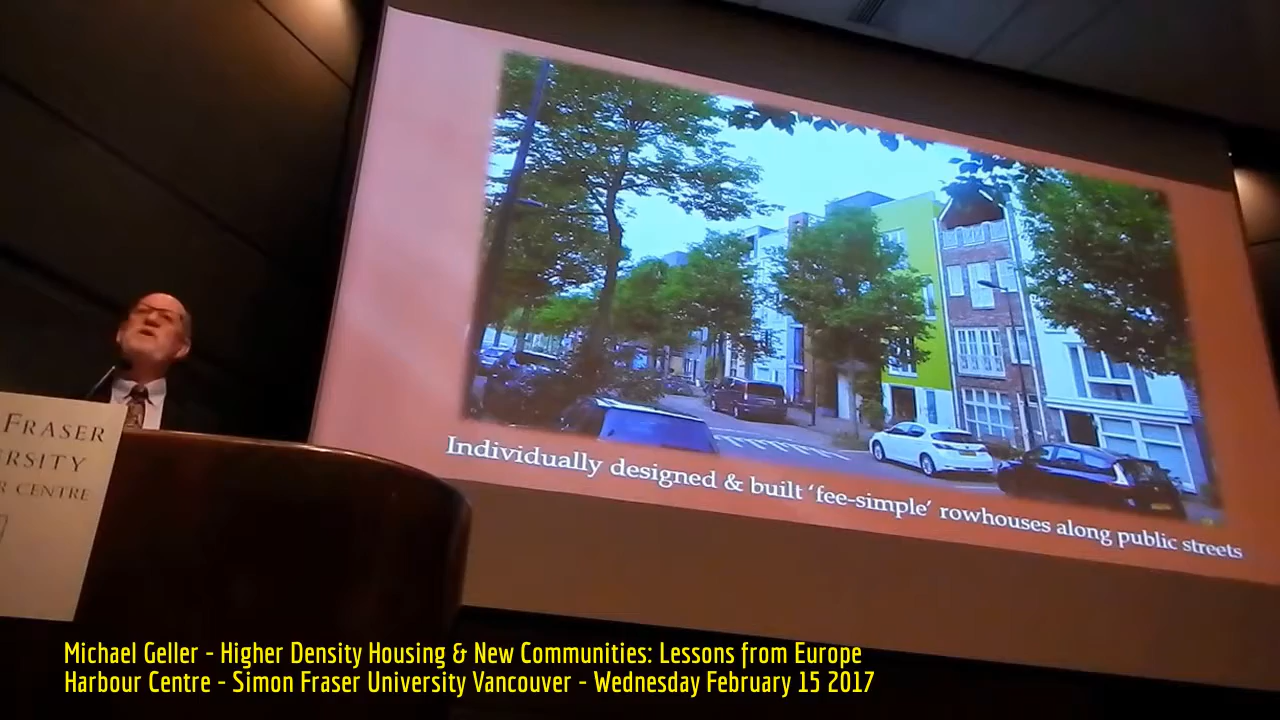 FRASER
ERSITY
R CENTRE
Individually designed & built ‘fee-simple’ rowhouses along public streets
Michael Geller - Higher Density Housing & New Communities: Lessons from Europe
Harbour Centre - Simon Fraser University Vancouver - Wednesday February 15 2017